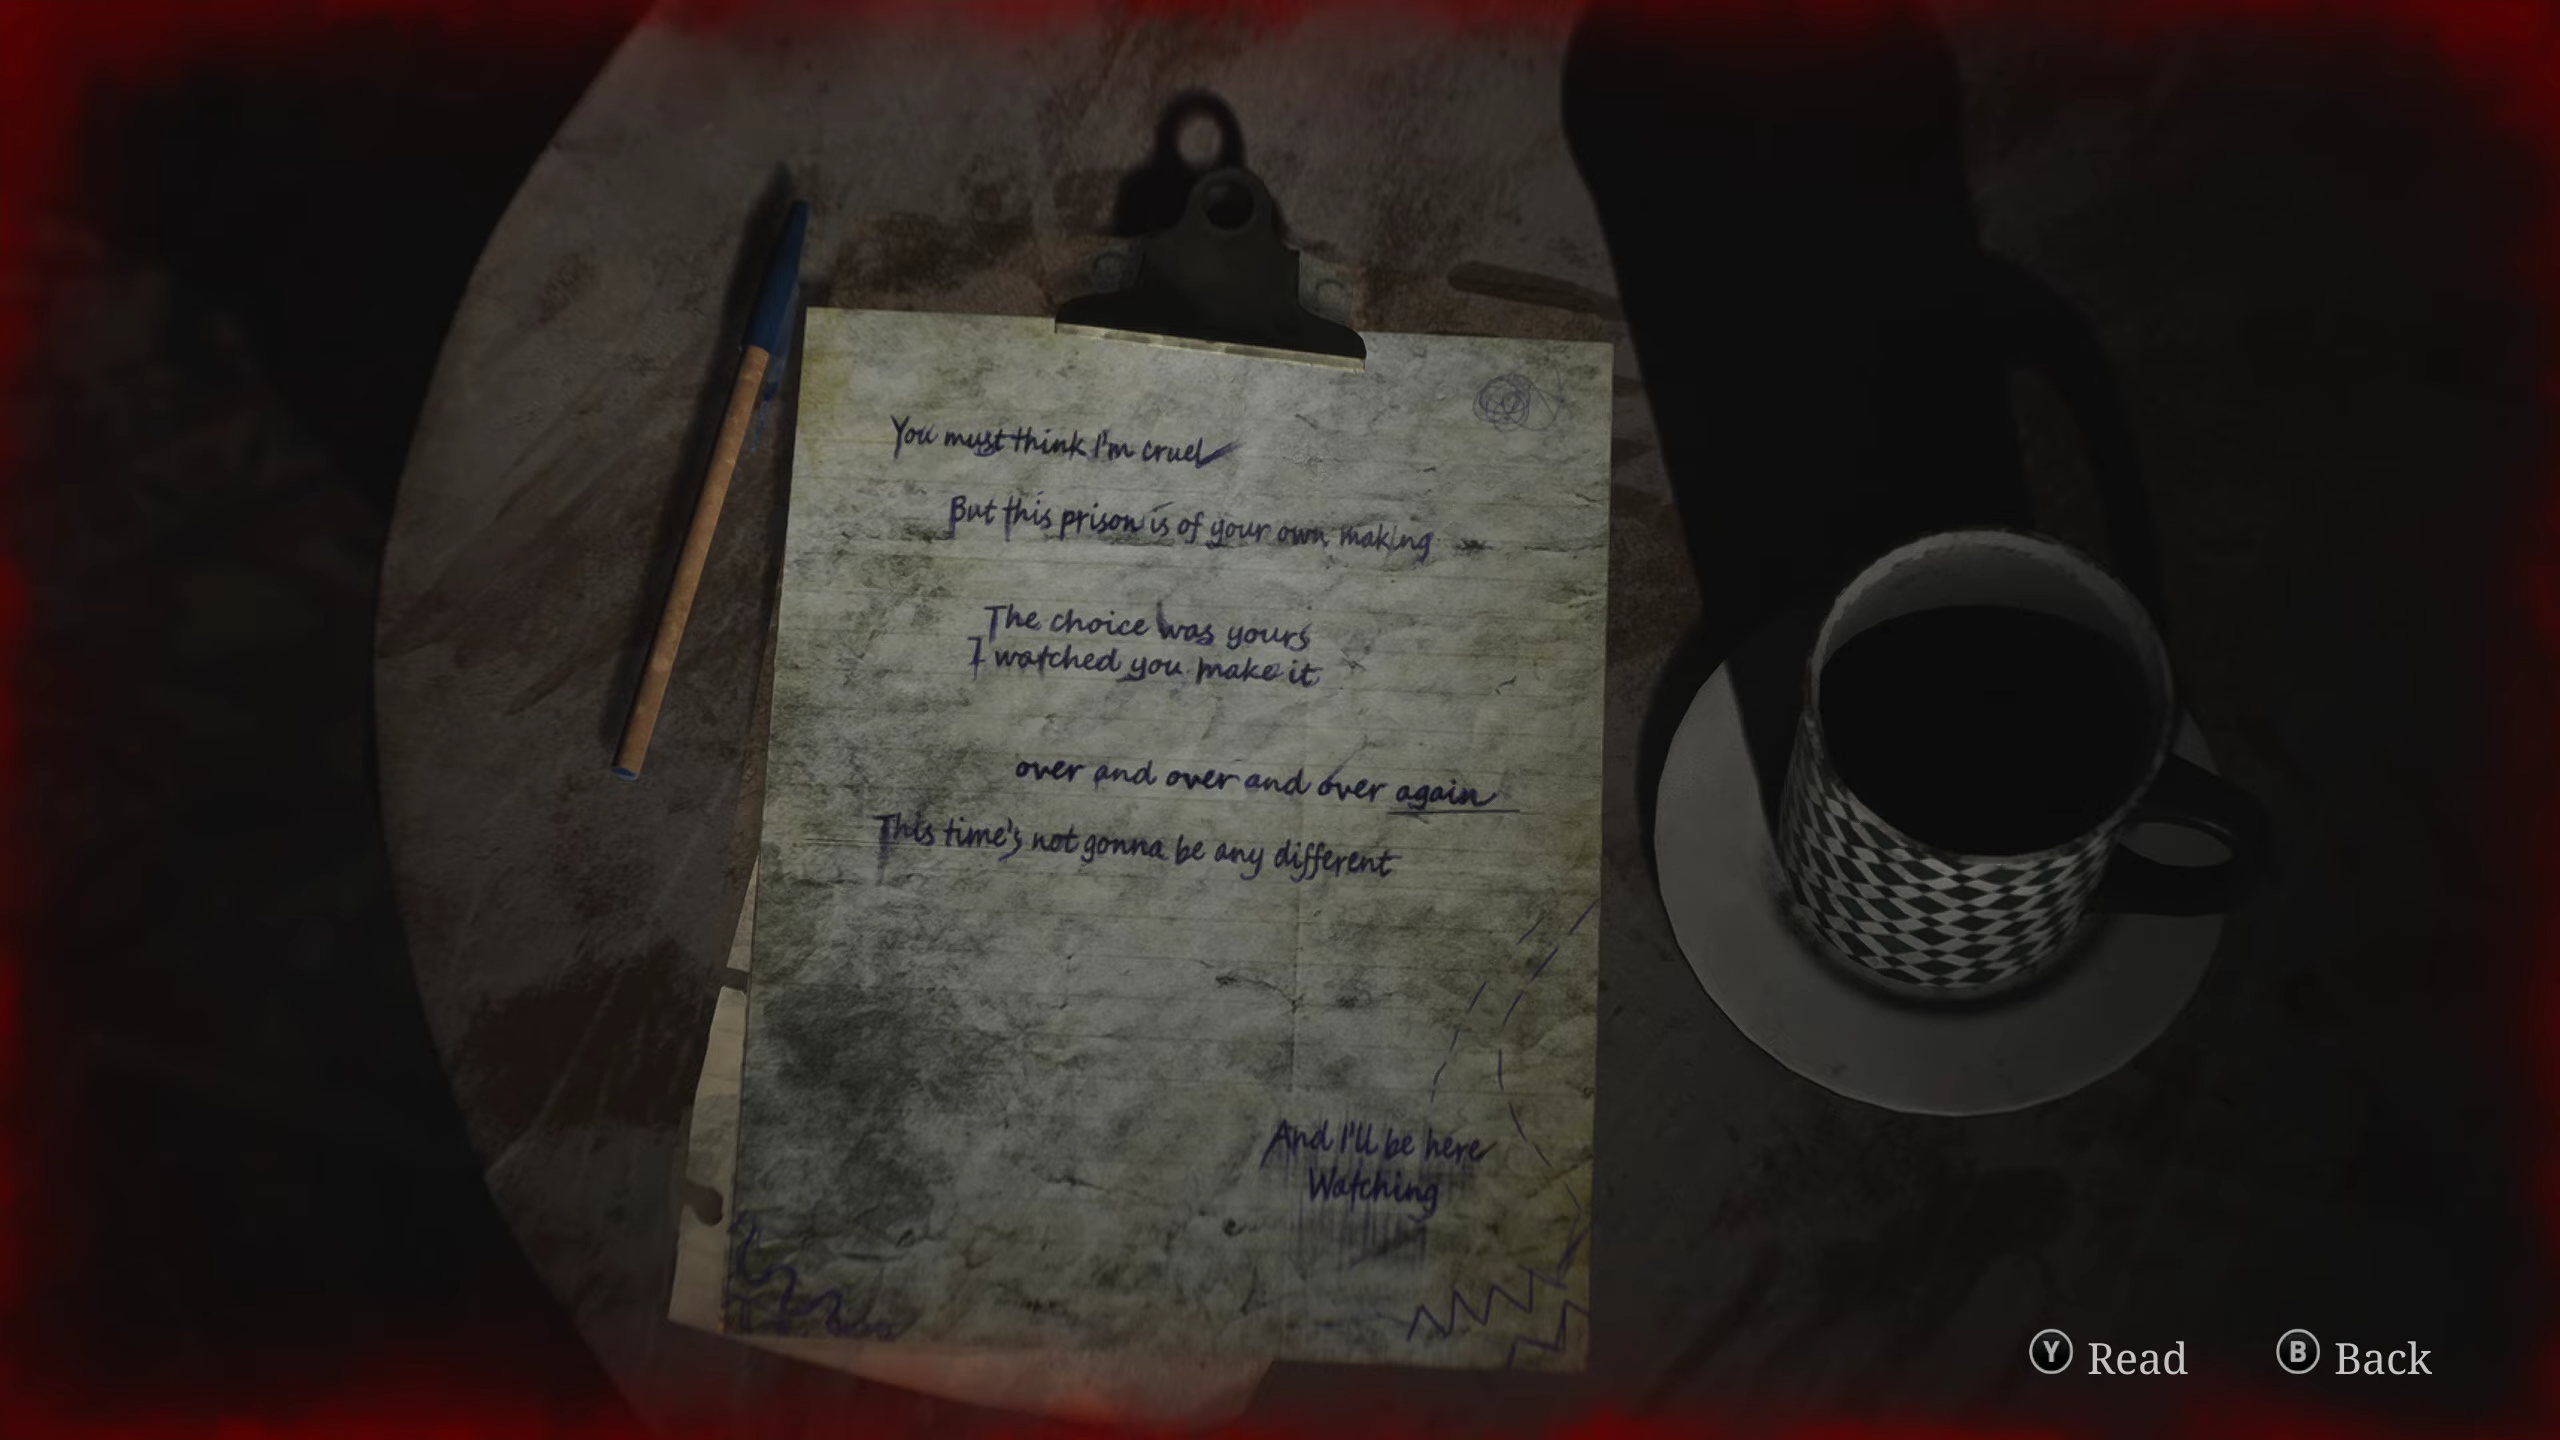 You must think I'm cruel
But this prison is of your own making
The choice was yours
I watched you make it
over and over and over again
This time's not gonna be any different
And I'll be here
Watching
Y Read B Back